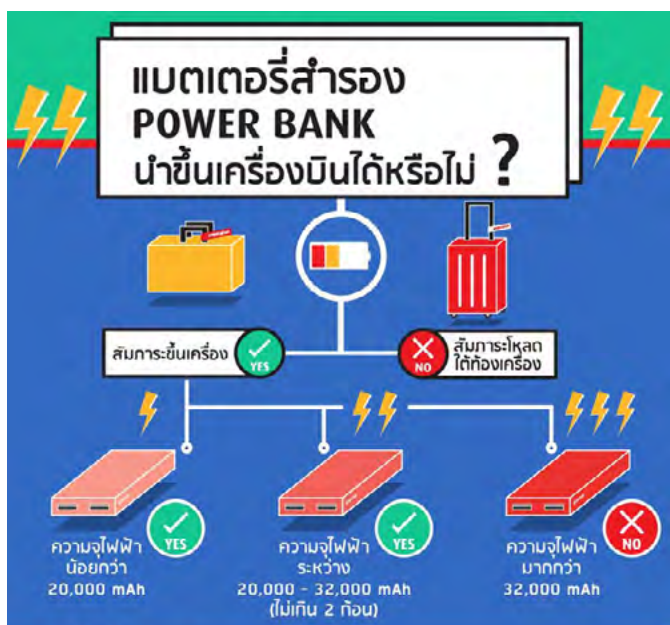 แบตเตอรี่สำรอง
POWER BANK
นำขึ้นเครื่องบินได้หรือไม่ ?
สัมภาระขึ้นเครื่อง
YES
สัมภาระโหลด
ใต้ท้องเครื่อง
NO
ความจุไฟฟ้า
น้อยกว่า
20,000 mAh
YES
ความจุไฟฟ้า
ระหว่าง
20,000 - 32,000 mAh
(ไม่เกิน 2 ก้อน)
YES
ความจุไฟฟ้า
มากกว่า
32,000 mAh
NO